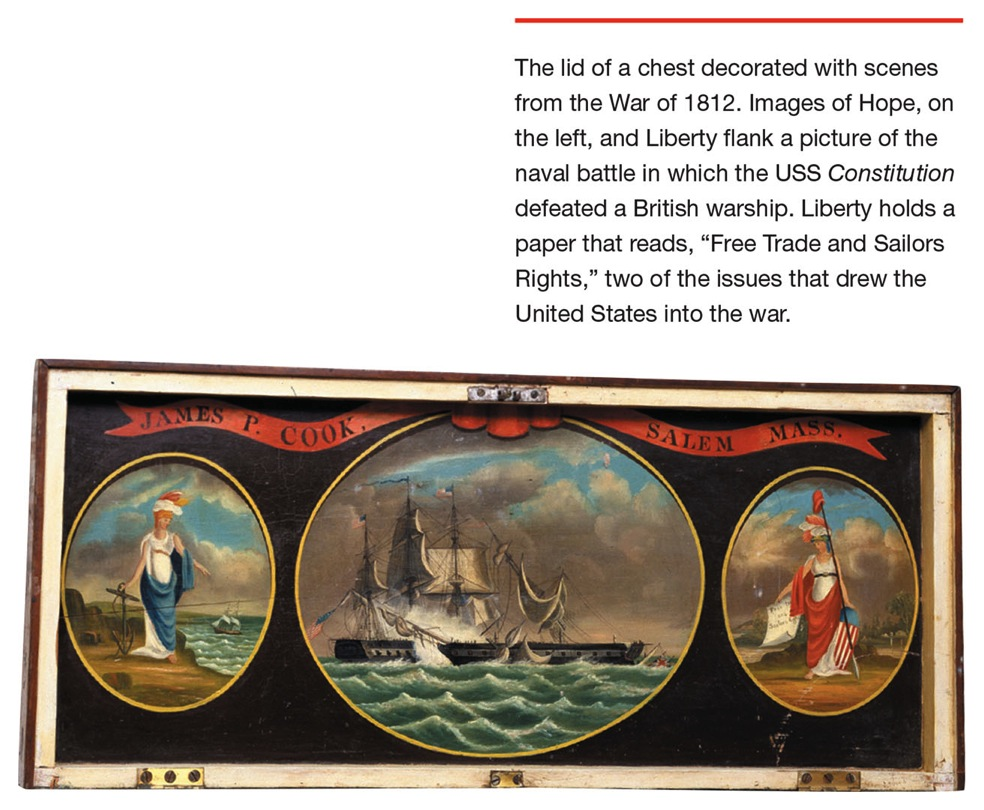 The lid of a chest decorated with scenes
from the War of 1812. Images of Hope, on
the left, and Liberty flank a picture of the
naval battle in which the USS Constitution
defeated a British warship. Liberty holds a
paper that reads, “Free Trade and Sailors
Rights,” two of the issues that drew the
United States into the war.
JAMES P. COOK,
SALEM MASS.